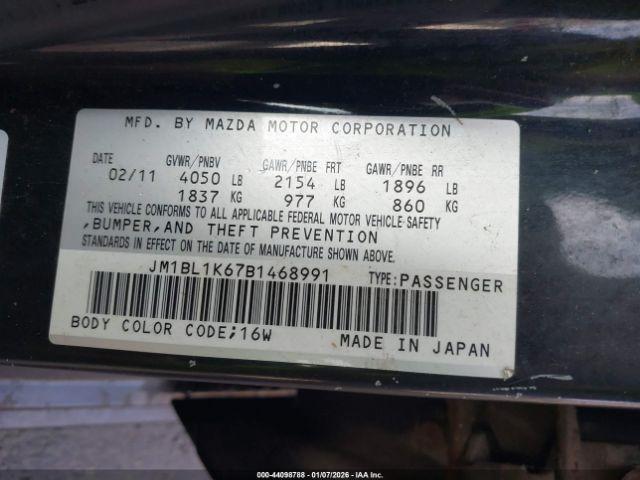 MFD. BY MAZDA MOTOR CORPORATION
DATE GVWR/PNBV GAWR/PNBE FRT GAWR/PNBE RR
02/11 4050 LB 2154 LB 1896 LB
1837 KG 977 KG 860 KG
THIS VEHICLE CONFORMS TO ALL APPLICABLE FEDERAL MOTOR VEHICLE SAFETY
,BUMPER,AND THEFT PREVENTION
STANDARDS IN EFFECT ON THE DATE OF MANUFACTURE SHOWN ABOVE.
JM1BL1K67B1468991 TYPE:PASSENGER
BODY COLOR CODE;16W MADE IN JAPAN
000-44098788 - 01/07/2026 - IAAI.com